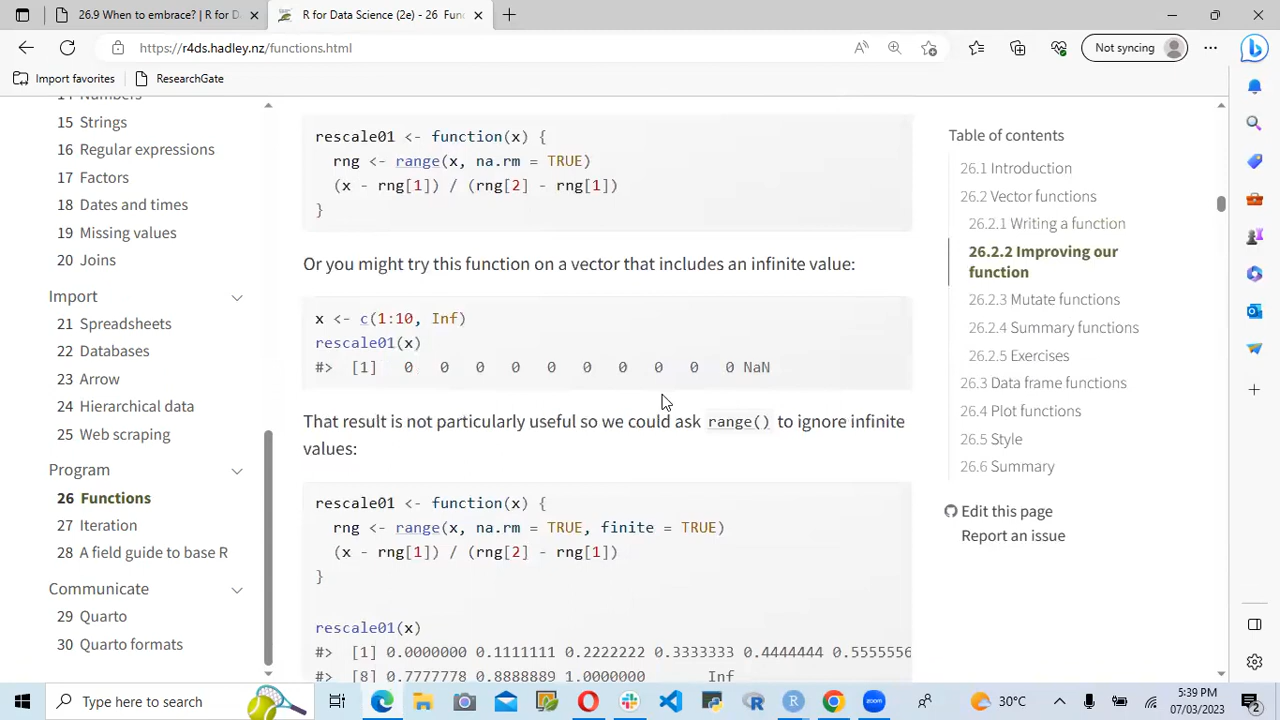 26.9 When to embrace? | R for D
R for Data Science (2e) - 26 Func
https://r4ds.hadley.nz/functions.html
Not syncing
Import favorites
ResearchGate
14 Numbers
15 Strings
16 Regular expressions
17 Factors
18 Dates and times
19 Missing values
20 Joins
Import
21 Spreadsheets
22 Databases
23 Arrow
24 Hierarchical data
25 Web scraping
Program
26 Functions
27 Iteration
28 A field guide to base R
Communicate
29 Quarto
30 Quarto formats
rescale01 <- function(x) {
rng <- range(x, na.rm = TRUE)
(x - rng[1]) / (rng[2] - rng[1])
}
Or you might try this function on a vector that includes an infinite value:
x <- c(1:10, Inf)
rescale01(x)
#> [1] 0 0 0 0 0 0 0 0 0 0 NaN
That result is not particularly useful so we could ask range() to ignore infinite
values:
rescale01 <- function(x) {
rng <- range(x, na.rm = TRUE, finite = TRUE)
(x - rng[1]) / (rng[2] - rng[1])
}
rescale01(x)
#> [1] 0.0000000 0.1111111 0.2222222 0.3333333 0.4444444 0.5555556
#> [8] 0.7777778 0.8888889 1.0000000 Inf
Table of contents
26.1 Introduction
26.2 Vector functions
26.2.1 Writing a function
26.2.2 Improving our
function
26.2.3 Mutate functions
26.2.4 Summary functions
26.2.5 Exercises
26.3 Data frame functions
26.4 Plot functions
26.5 Style
26.6 Summary
Edit this page
Report an issue
Type here to search
30°C
5:39 PM
07/03/2023
2